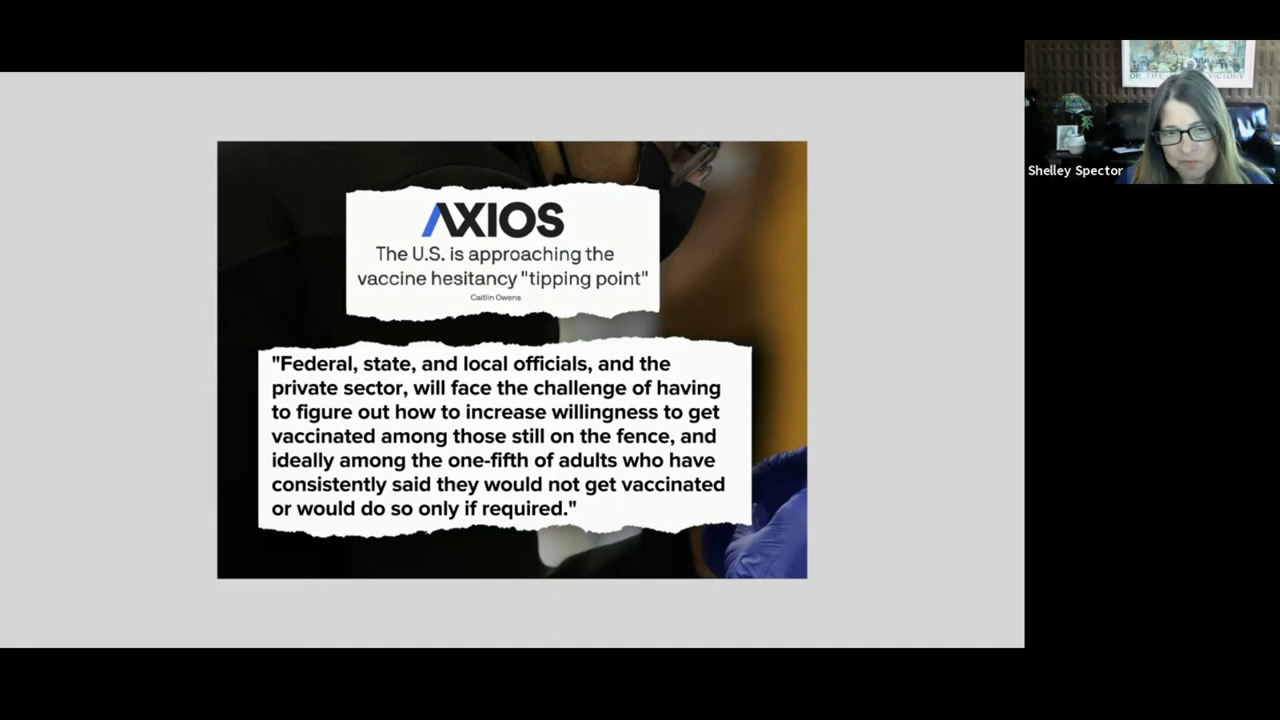 AXIOS
The U.S. is approaching the
vaccine hesitancy "tipping point"
Caitlin Owens
"Federal, state, and local officials, and the
private sector, will face the challenge of having
to figure out how to increase willingness to get
vaccinated among those still on the fence, and
ideally among the one-fifth of adults who have
consistently said they would not get vaccinated
or would do so only if required."
ON THE
VICTORY
Shelley Spector